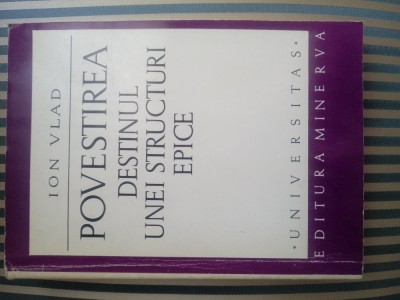 ION VLAD
POVESTIREA
DESTINUL
UNEI STRUCTURI
EPICE
• UNIVERSITAS •
EDITURA MINERVA